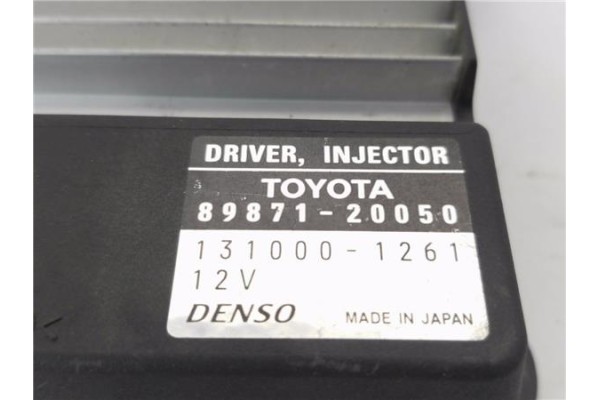 DRIVER, INJECTOR
TOYOTA
89871-20050
131000-1261
12V
DENSO MADE IN JAPAN